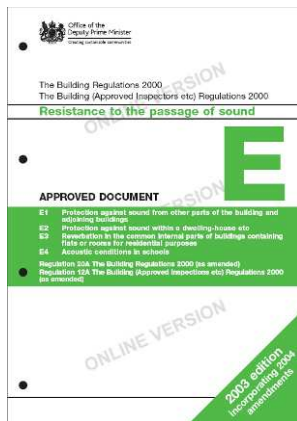 Office of the
Deputy Prime Minister
Creating sustainable communities
The Building Regulations 2000
The Building (Approved Inspectors etc) Regulations 2000
Resistance to the passage of sound
ONLINE VERSION
E
APPROVED DOCUMENT
E1 Protection against sound from other parts of the building and
adjoining buildings
E2 Protection against sound within a dwelling-house etc
E3 Reverbation in the common internal parts of buildings containing
flats or rooms for residential purposes
E4 Acoustic conditions in schools
Regulation 20A The Building Regulations 2000 (as amended)
Regulation 12A The Building (Approved Inspections etc) Regulations 2000
(as amended)
ONLINE VERSION
2003 edition
incorporating 2004
amendments